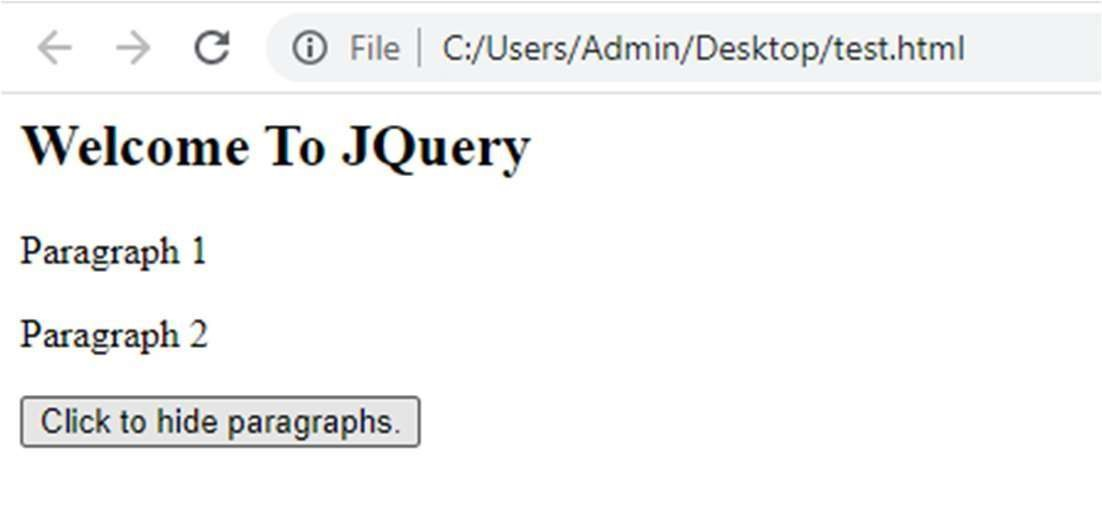 File | C:/Users/Admin/Desktop/test.html
Welcome To JQuery
Paragraph 1
Paragraph 2
Click to hide paragraphs.